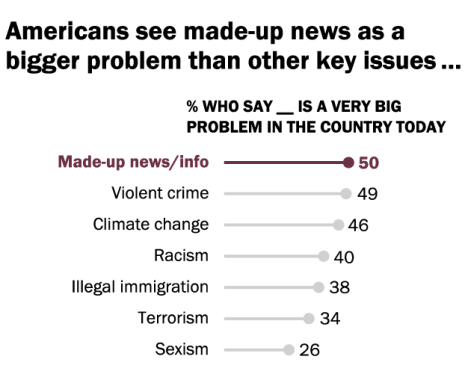 Americans see made-up news as a
bigger problem than other key issues ...
% WHO SAY __ IS A VERY BIG
PROBLEM IN THE COUNTRY TODAY
Made-up news/info 50
Violent crime 49
Climate change 46
Racism 40
Illegal immigration 38
Terrorism 34
Sexism 26